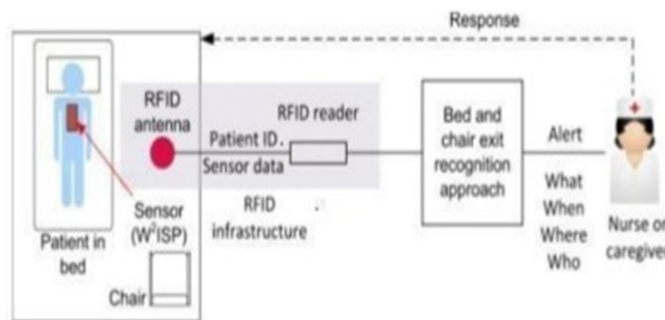 Response
RFID
antenna
RFID reader
Patient ID.
Sensor data
RFID
infrastructure
Sensor
(W²ISP)
Patient in
bed
Chair
Bed and
chair exit
recognition
approach
Alert
What
When
Where
Who
Nurse or
caregiver